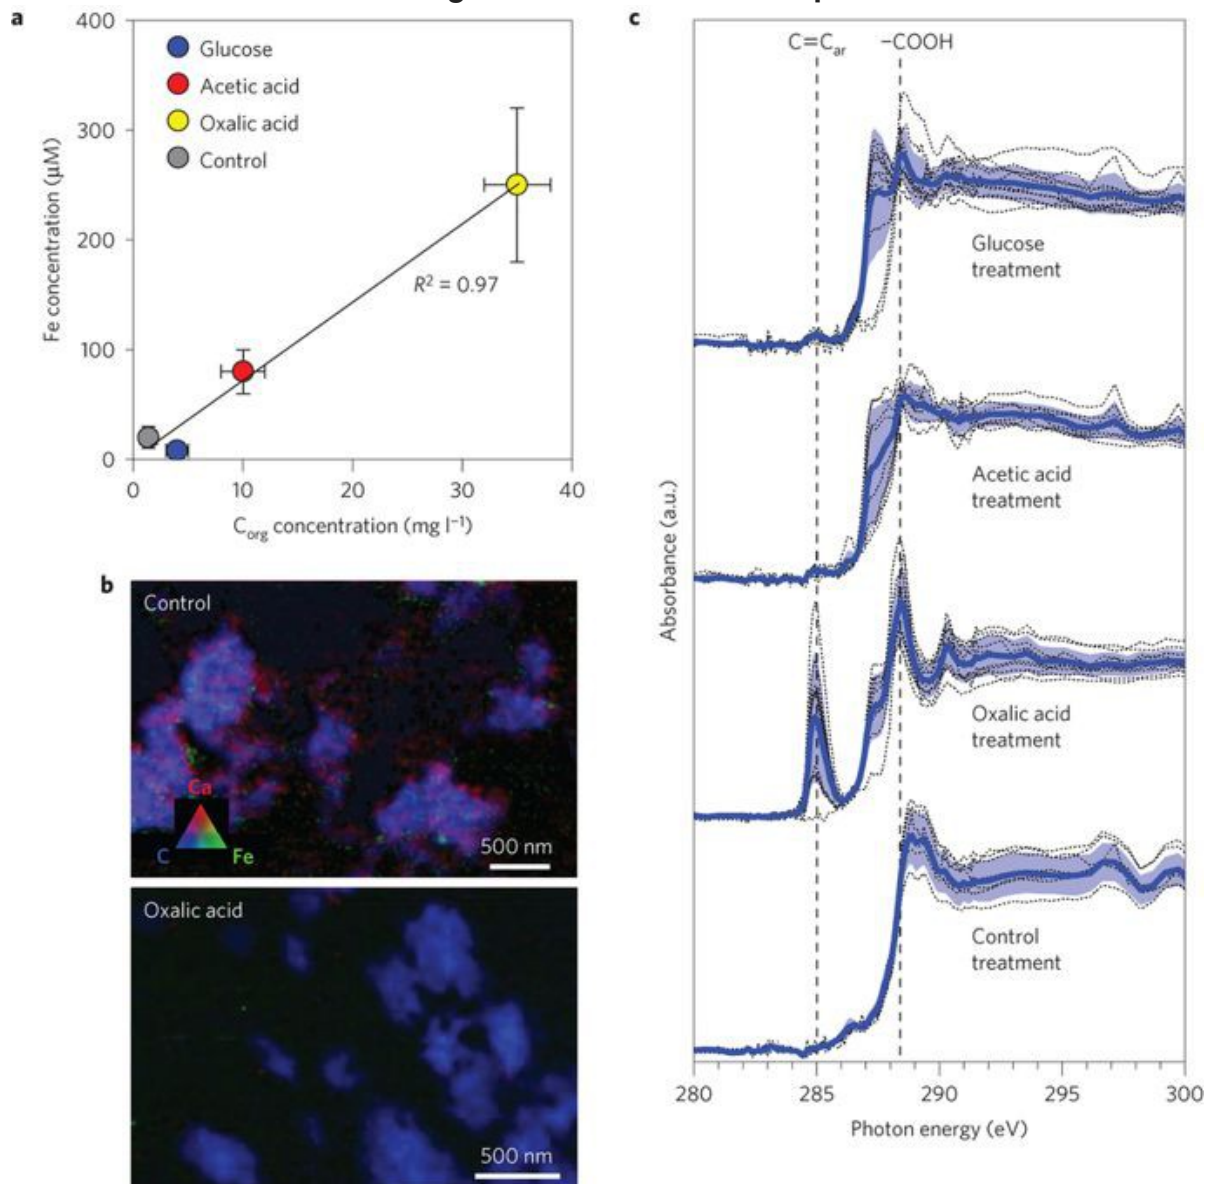 a
400
300
200
100
0
Fe concentration (µM)
Glucose
Acetic acid
Oxalic acid
Control
R² = 0.97
0 10 20 30 40
C_org concentration (mg l⁻¹)
b
Control
Ca
C Fe
500 nm
Oxalic acid
500 nm
c
C=C_ar –COOH
Absorbance (a.u.)
Glucose
treatment
Acetic acid
treatment
Oxalic acid
treatment
Control
treatment
280 285 290 295 300
Photon energy (eV)